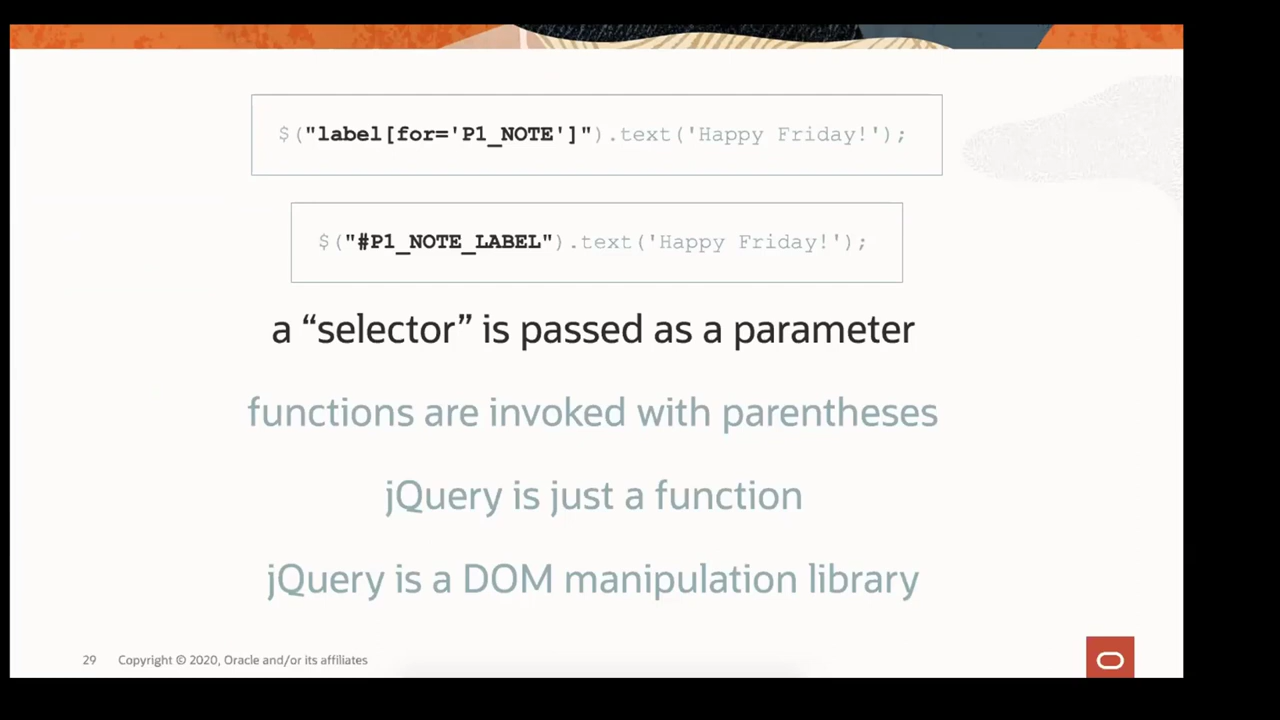 $("label[for='P1_NOTE']").text('Happy Friday!');
$("#P1_NOTE_LABEL").text('Happy Friday!');
a “selector” is passed as a parameter
functions are invoked with parentheses
jQuery is just a function
jQuery is a DOM manipulation library
29 Copyright © 2020, Oracle and/or its affiliates